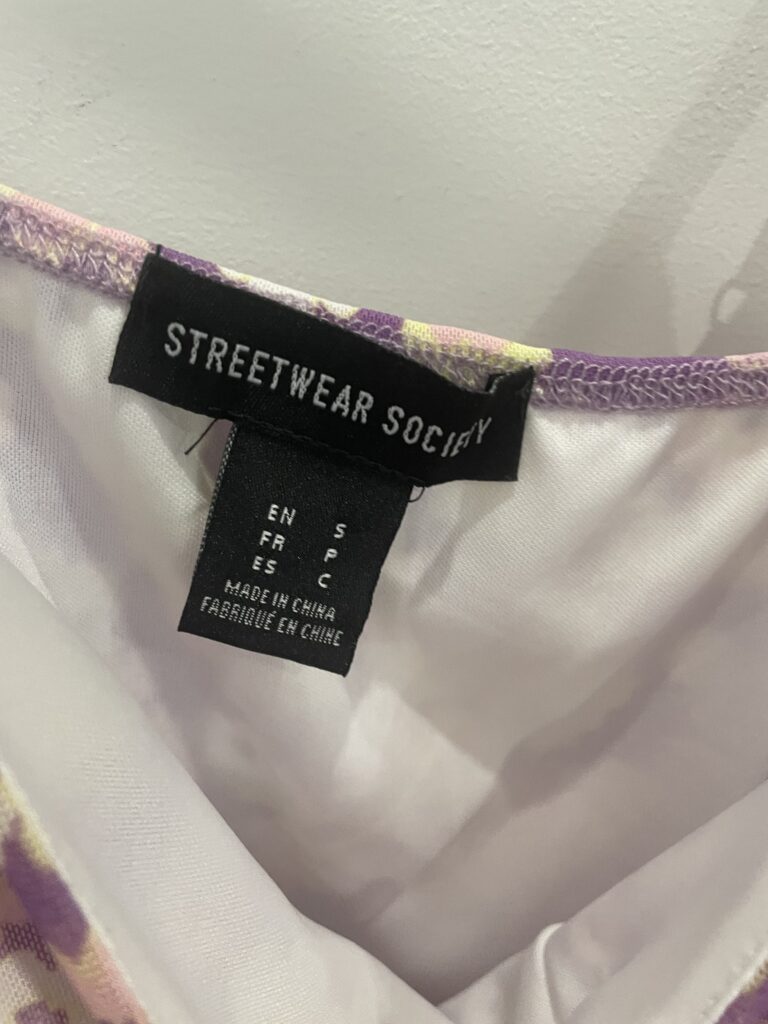 STREETWEAR SOCIETY
EN S
FR P
ES C
MADE IN CHINA
FABRIQUÉ EN CHINE